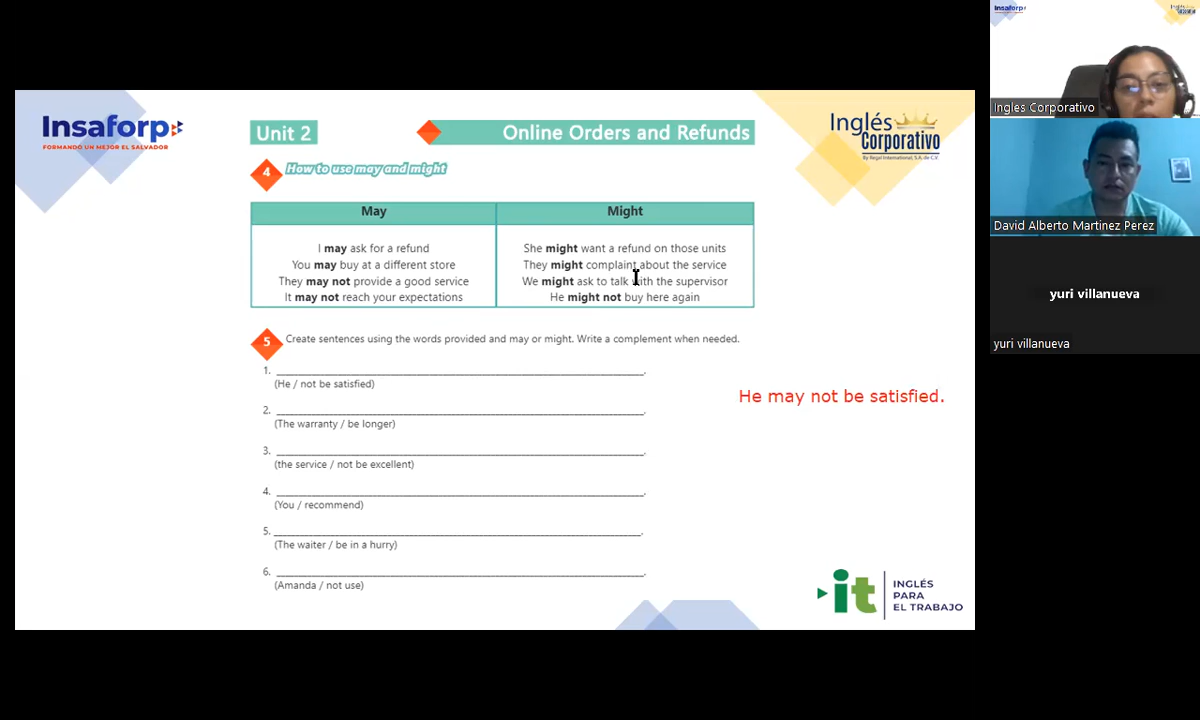 Insaforp
FORMANDO UN MEJOR EL SALVADOR
Unit 2
Online Orders and Refunds
Inglés
Corporativo
By Regal International, S.A. de C.V.
4
How to use may and might
May
Might
I may ask for a refund
You may buy at a different store
They may not provide a good service
It may not reach your expectations
She might want a refund on those units
They might complaint about the service
We might ask to talk with the supervisor
He might not buy here again
5
Create sentences using the words provided and may or might. Write a complement when needed.
1. ______.
(He / not be satisfied)
2. ______.
(The warranty / be longer)
3. ______.
(the service / not be excellent)
4. ______.
(You / recommend)
5. ______.
(The waiter / be in a hurry)
6. ______.
(Amanda / not use)
He may not be satisfied.
it
INGLÉS
PARA
EL TRABAJO
Insaforp
Ingles Corporativo
David Alberto Martinez Perez
yuri villanueva
yuri villanueva